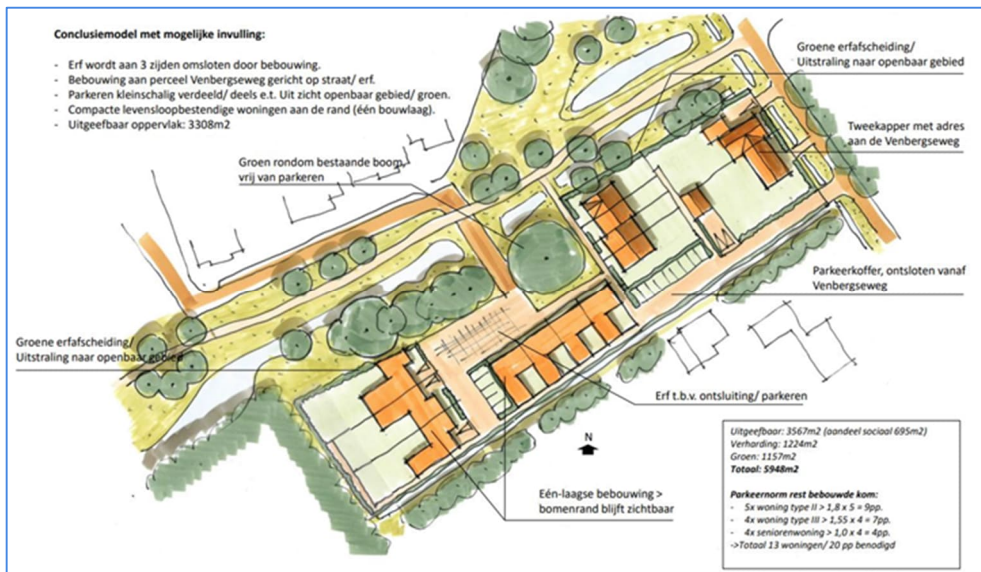 Conclusiemodel met mogelijke invulling:
- Erf wordt aan 3 zijden omsloten door bebouwing.
- Bebouwing aan perceel Venbergseweg gericht op straat/ erf.
- Parkeren kleinschalig verdeeld/ deels e.t. Uit zicht openbaar gebied/ groen.
- Compacte levensloopbestendige woningen aan de rand (één bouwlaag).
- Uitgeefbaar oppervlak: 3308m2
Groene erfafscheiding/
Uitstraling naar openbaar gebied
Tweekapper met adres
aan de Venbergseweg
Groen rondom bestaande boom,
vrij van parkeren
Parkeerkoffer, ontsloten vanaf
Venbergseweg
Groene erfafscheiding/
Uitstraling naar openbaar gebied
Erf t.b.v. ontsluiting/ parkeren
N
Eén-laagse bebouwing >
bomenrand blijft zichtbaar
Uitgeefbaar: 3567m2 (aandeel sociaal 695m2)
Verharding: 1224m2
Groen: 1157m2
Totaal: 5948m2
Parkeernorm rest bebouwde kom:
- 5x woning type II > 1,8 x 5 = 9pp.
- 4x woning type III > 1,55 x 4 = 7pp.
- 4x seniorenwoning > 1,0 x 4 = 4pp.
->Totaal 13 woningen/ 20 pp benodigd